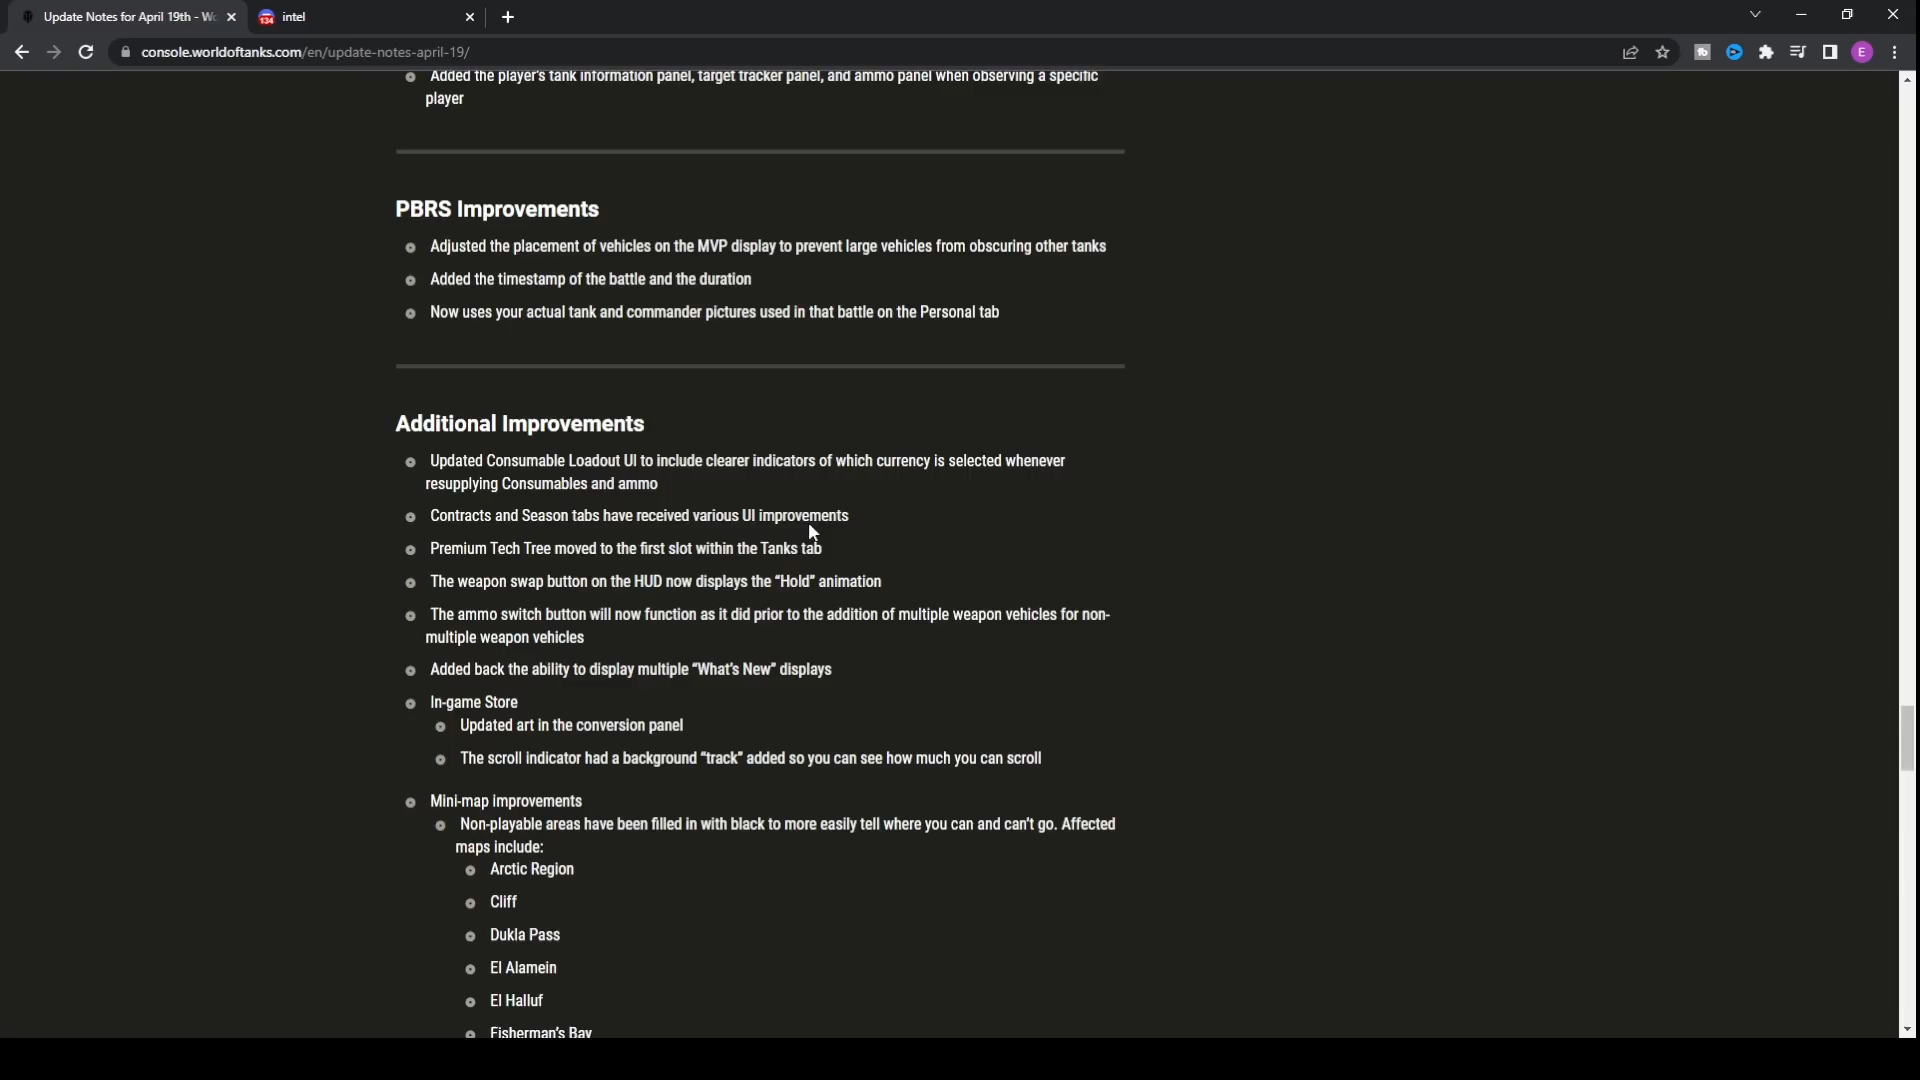 Update Notes for April 19th - Wo
134
intel
console.worldoftanks.com/en/update-notes-april-19/
tb
E
Added the player's tank information panel, target tracker panel, and ammo panel when observing a specific
player
PBRS Improvements
Adjusted the placement of vehicles on the MVP display to prevent large vehicles from obscuring other tanks
Added the timestamp of the battle and the duration
Now uses your actual tank and commander pictures used in that battle on the Personal tab
Additional Improvements
Updated Consumable Loadout UI to include clearer indicators of which currency is selected whenever
resupplying Consumables and ammo
Contracts and Season tabs have received various UI improvements
Premium Tech Tree moved to the first slot within the Tanks tab
The weapon swap button on the HUD now displays the “Hold” animation
The ammo switch button will now function as it did prior to the addition of multiple weapon vehicles for non-
multiple weapon vehicles
Added back the ability to display multiple “What's New” displays
In-game Store
Updated art in the conversion panel
The scroll indicator had a background “track” added so you can see how much you can scroll
Mini-map improvements
Non-playable areas have been filled in with black to more easily tell where you can and can't go. Affected
maps include:
Arctic Region
Cliff
Dukla Pass
El Alamein
El Halluf
Fisherman's Bay